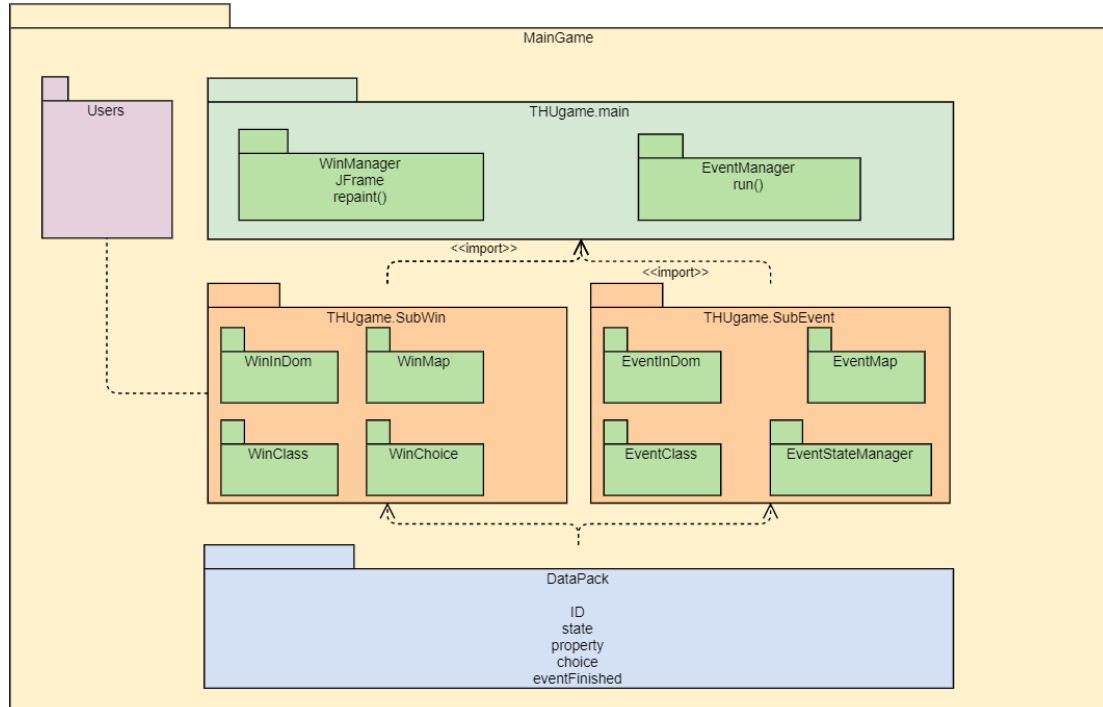 MainGame
Users
THUgame.main
WinManager
JFrame
repaint()
EventManager
run()
<<import>>
<<import>>
THUgame.SubWin
WinInDom
WinMap
WinClass
WinChoice
THUgame.SubEvent
EventInDom
EventMap
EventClass
EventStateManager
DataPack
ID
state
property
choice
eventFinished